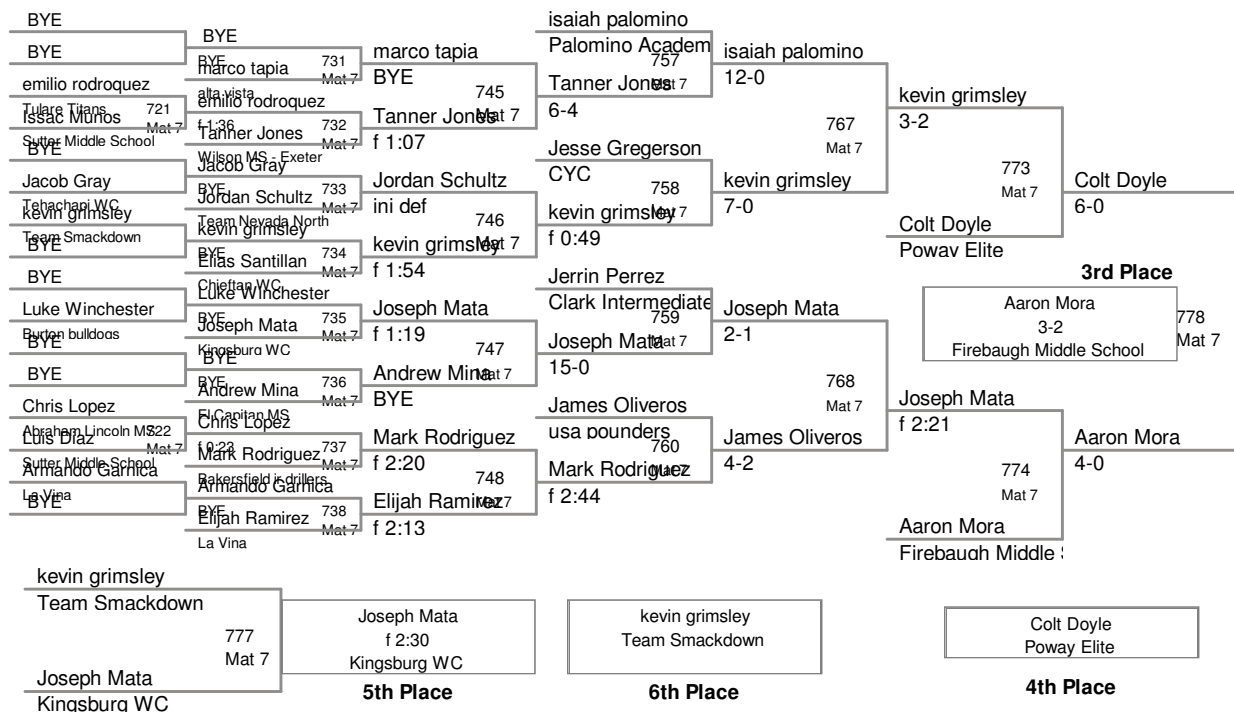 BYE
BYE
emilio rodroquez
Tulare Titans
721
Mat 7
Issac Munos
Sutter Middle School
BYE
Jacob Gray
Tehachapi WC
kevin grimsley
Team Smackdown
BYE
BYE
Luke Winchester
Burton bulldogs
BYE
BYE
Chris Lopez
Abraham Lincoln MS
722
Mat 7
Luis Diaz
Sutter Middle School
Armando Garnica
La Vina
BYE
BYE
BYE
731
Mat 7
marco tapia
alta vista
emilio rodroquez
f 1:36
732
Mat 7
Tanner Jones
Wilson MS - Exeter
Jacob Gray
BYE
733
Mat 7
Jordan Schultz
Team Nevada North
kevin grimsley
BYE
734
Mat 7
Elias Santillan
Chieftan WC
Luke Winchester
BYE
735
Mat 7
Joseph Mata
Kingsburg WC
BYE
BYE
736
Mat 7
Andrew Mina
El Capitan MS
Chris Lopez
f 0:23
737
Mat 7
Mark Rodriguez
Bakersfield jr drillers
Armando Garnica
BYE
738
Mat 7
Elijah Ramirez
La Vina
marco tapia
BYE
745
Mat 7
Tanner Jones
f 1:07
Jordan Schultz
inj def
746
Mat 7
kevin grimsley
f 1:54
Joseph Mata
f 1:19
747
Mat 7
Andrew Mina
BYE
Mark Rodriguez
f 2:20
748
Mat 7
Elijah Ramirez
f 2:13
isaiah palomino
Palomino Academ
757
Mat 7
Tanner Jones
6-4
Jesse Gregerson
CYC
758
Mat 7
kevin grimsley
f 0:49
Jerrin Perrez
Clark Intermediate
759
Mat 7
Joseph Mata
15-0
James Oliveros
usa pounders
760
Mat 7
Mark Rodriguez
f 2:44
isaiah palomino
12-0
767
Mat 7
kevin grimsley
7-0
Joseph Mata
2-1
768
Mat 7
James Oliveros
4-2
kevin grimsley
3-2
773
Mat 7
Colt Doyle
Poway Elite
Joseph Mata
f 2:21
774
Mat 7
Aaron Mora
Firebaugh Middle
Colt Doyle
6-0
3rd Place
Aaron Mora
3-2
Firebaugh Middle School
778
Mat 7
Aaron Mora
4-0
kevin grimsley
Team Smackdown
777
Mat 7
Joseph Mata
Kingsburg WC
Joseph Mata
f 2:30
Kingsburg WC
5th Place
kevin grimsley
Team Smackdown
6th Place
Colt Doyle
Poway Elite
4th Place